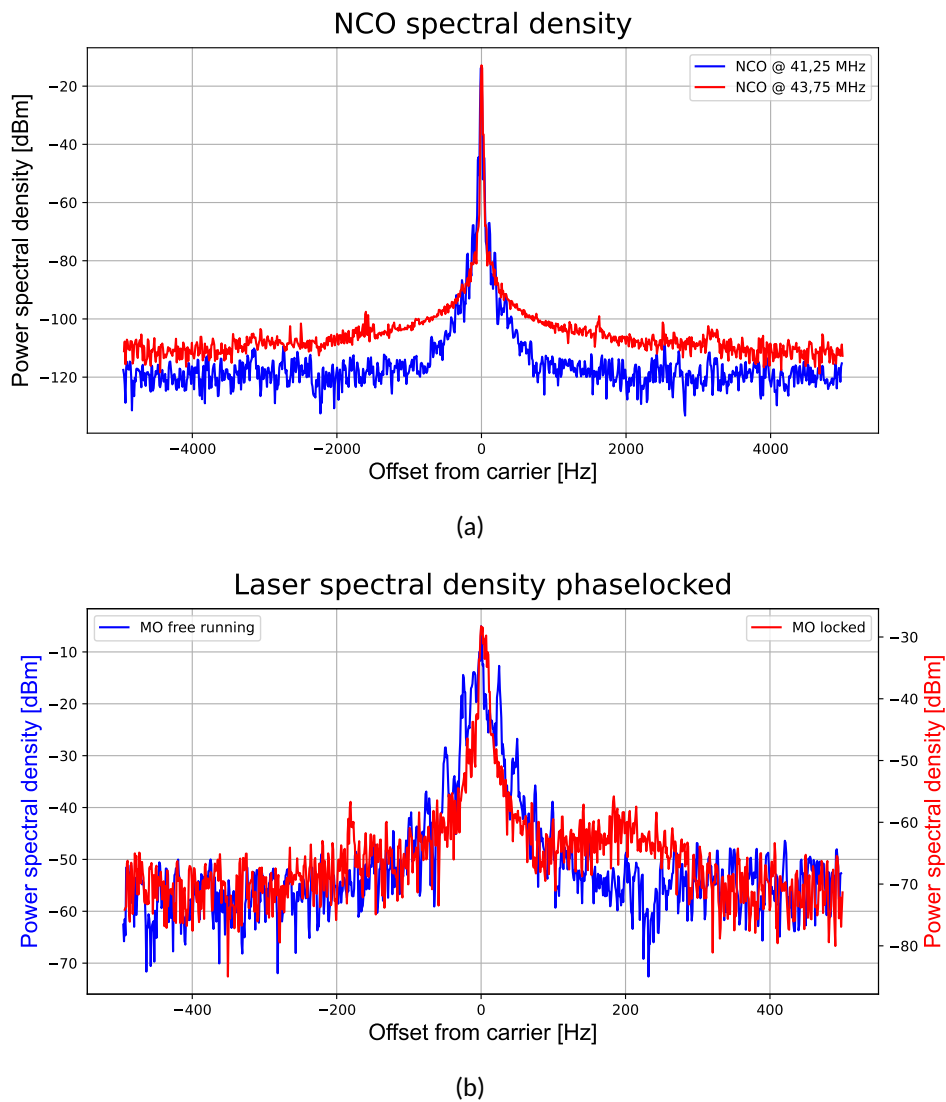 NCO spectral density
NCO @ 41,25 MHz
NCO @ 43,75 MHz
Power spectral density [dBm]
−20
−40
−60
−80
−100
−120
−4000
−2000
0
2000
4000
Offset from carrier [Hz]
(a)
Laser spectral density phaselocked
MO free running
MO locked
Power spectral density [dBm]
−10
−20
−30
−40
−50
−60
−70
−30
−40
−50
−60
−70
−80
Power spectral density [dBm]
−400
−200
0
200
400
Offset from carrier [Hz]
(b)